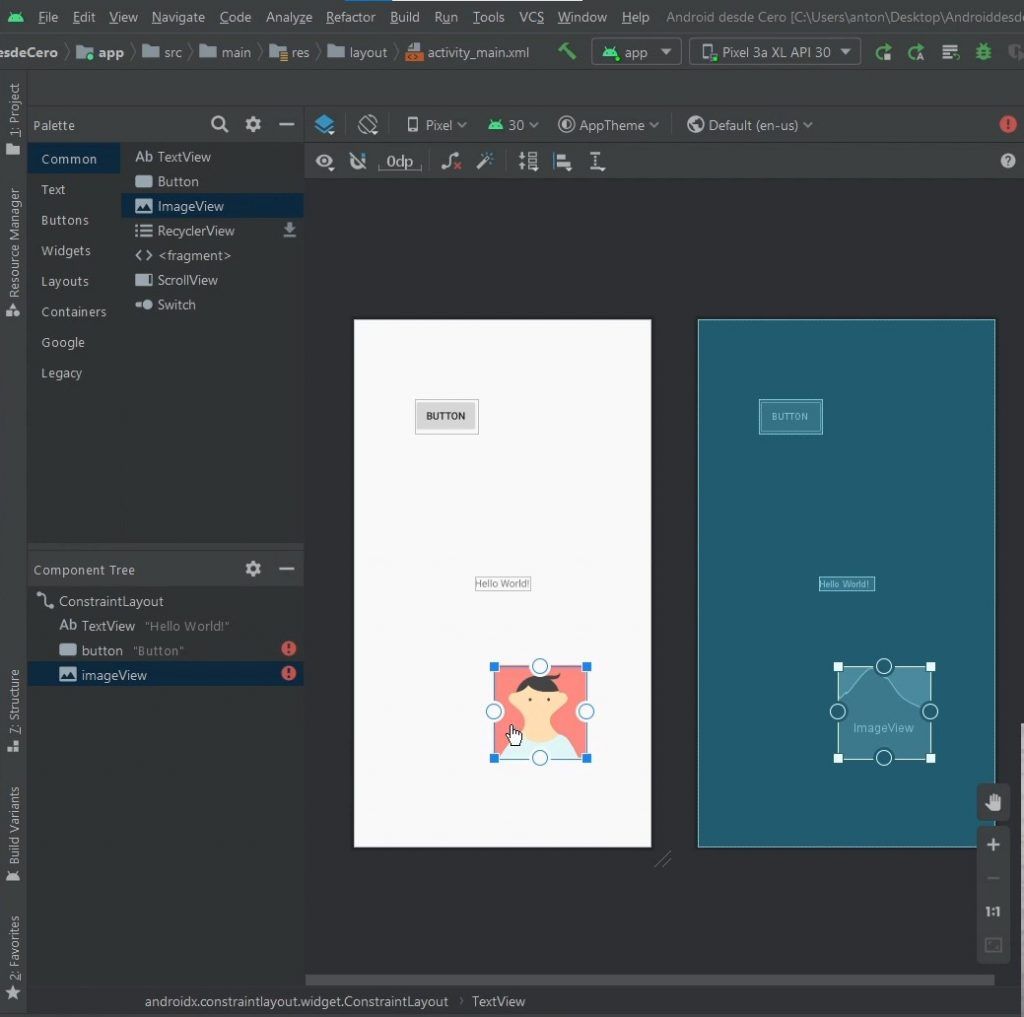 File Edit View Navigate Code Analyze Refactor Build Run Tools VCS Window Help Android desde Cero [C:\Users\anton\Desktop\Androiddesde
esdeCero app src main res layout activity_main.xml app Pixel 3a XL API 30
1: Project
Resource Manager
Z: Structure
Build Variants
2: Favorites
Palette
Common
Text
Buttons
Widgets
Layouts
Containers
Google
Legacy
Ab TextView
Button
ImageView
RecyclerView
<> <fragment>
ScrollView
Switch
Pixel 30 AppTheme Default (en-us)
0dp
BUTTON
Hello World!
BUTTON
Hello World!
ImageView
1:1
Component Tree
ConstraintLayout
Ab TextView "Hello World!"
button "Button"
imageView
androidx.constraintlayout.widget.ConstraintLayout › TextView